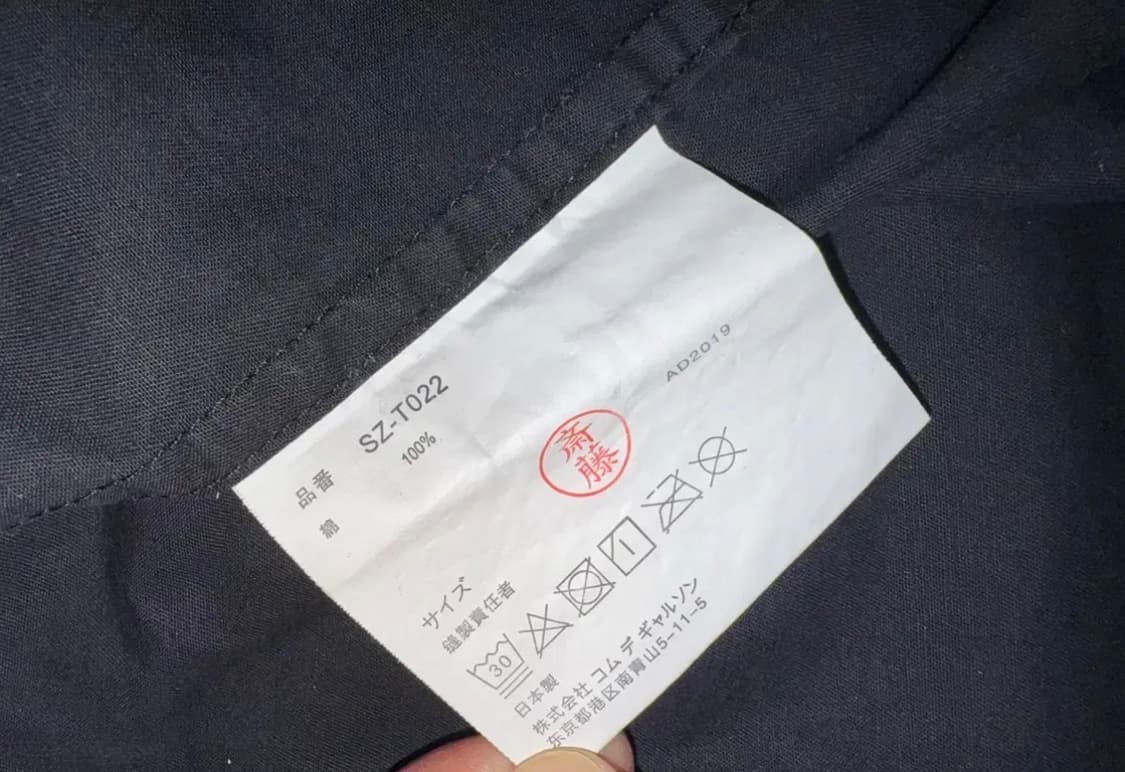 品番 SZ-T022
綿 100%
サイズ
縫製責任者
斎藤
AD2019
30
日本製
株式会社 コム デ ギャルソン
东京都港区南青山5-11-5